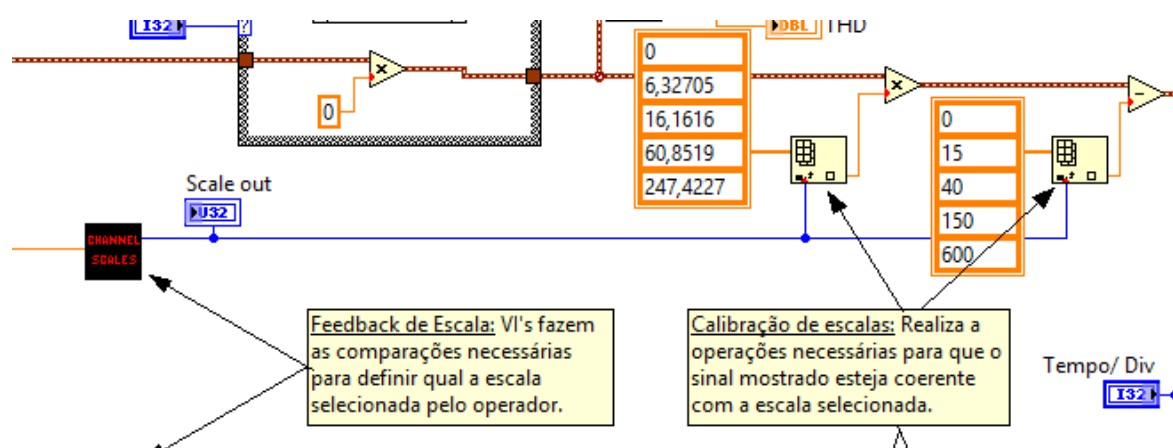 I32
?
DBL
THD
0
6,32705
16,1616
60,8519
247,4227
0
0
15
40
150
600
Scale out
U32
CHANNEL
SCALES
Feedback de Escala: VI's fazem
as comparações necessárias
para definir qual a escala
selecionada pelo operador.
Calibração de escalas: Realiza a
operações necessárias para que o
sinal mostrado esteja coerente
com a escala selecionada.
Tempo/ Div
I32